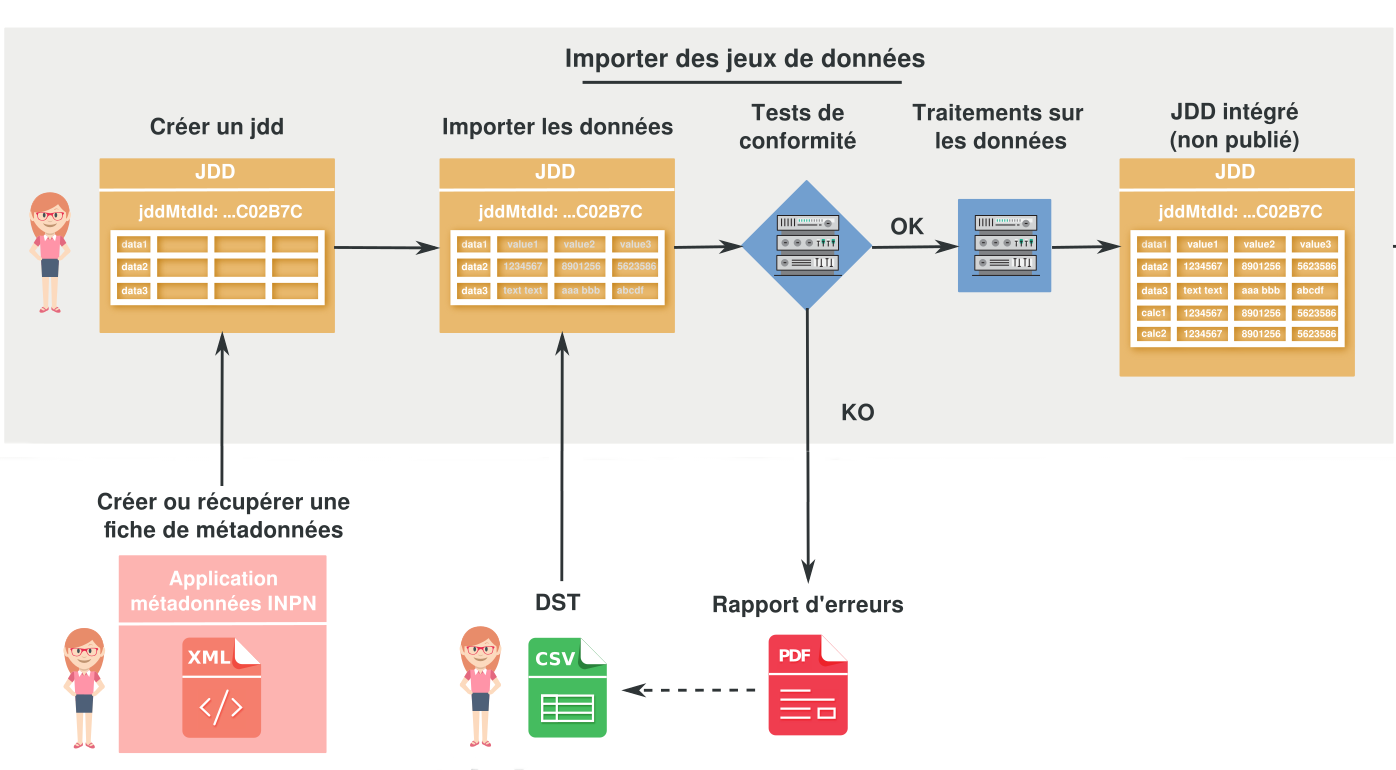 Importer des jeux de données
Créer un jdd
Importer les données
Tests de
conformité
Traitements sur
les données
JDD intégré
(non publié)
JDD
jddMtdId: ...C02B7C
data1
data2
data3
JDD
jddMtdId: ...C02B7C
data1 value1 value2 value3
data2 1234567 8901256 5623586
data3 text text aaa bbb abcdf
OK
KO
JDD
jddMtdId: ...C02B7C
data1 value1 value2 value3
data2 1234567 8901256 5623586
data3 text text aaa bbb abcdf
calc1 1234567 8901256 5623586
calc2 1234567 8901256 5623586
Créer ou récupérer une
fiche de métadonnées
Application
métadonnées INPN
XML
</>
DST
CSV
Rapport d'erreurs
PDF